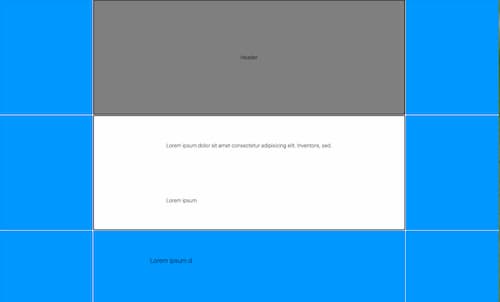 Header
Lorem ipsum dolor sit amet consectetur adipisicing elit. Inventore, sed.
Lorem ipsum
Lorem ipsum d